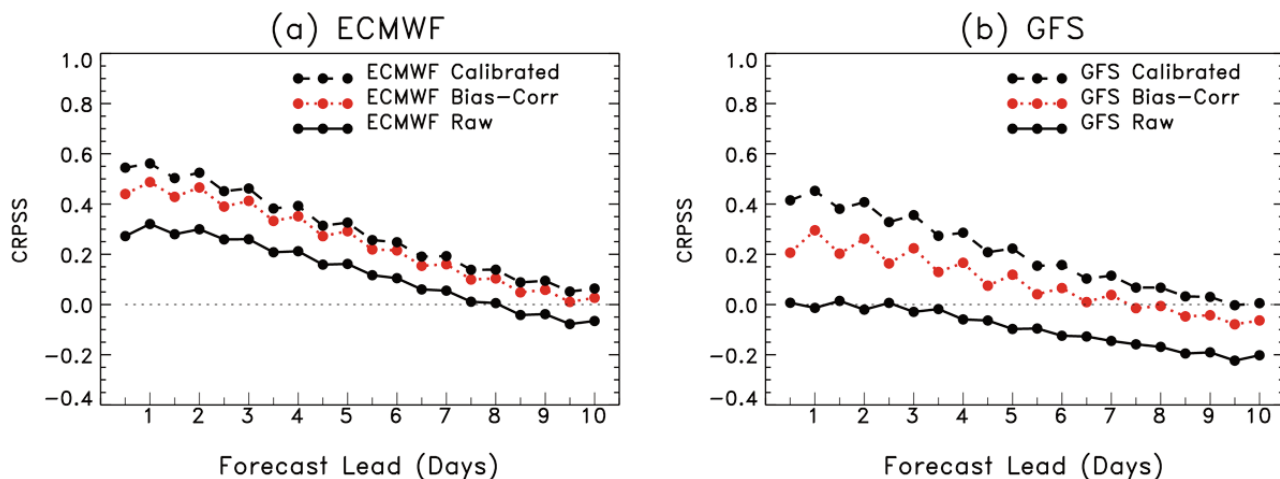 (a) ECMWF
1.0
0.8
0.6
0.4
0.2
0.0
−0.2
−0.4
CRPSS
ECMWF Calibrated
ECMWF Bias−Corr
ECMWF Raw
1 2 3 4 5 6 7 8 9 10
Forecast Lead (Days)
(b) GFS
1.0
0.8
0.6
0.4
0.2
0.0
−0.2
−0.4
CRPSS
GFS Calibrated
GFS Bias−Corr
GFS Raw
1 2 3 4 5 6 7 8 9 10
Forecast Lead (Days)